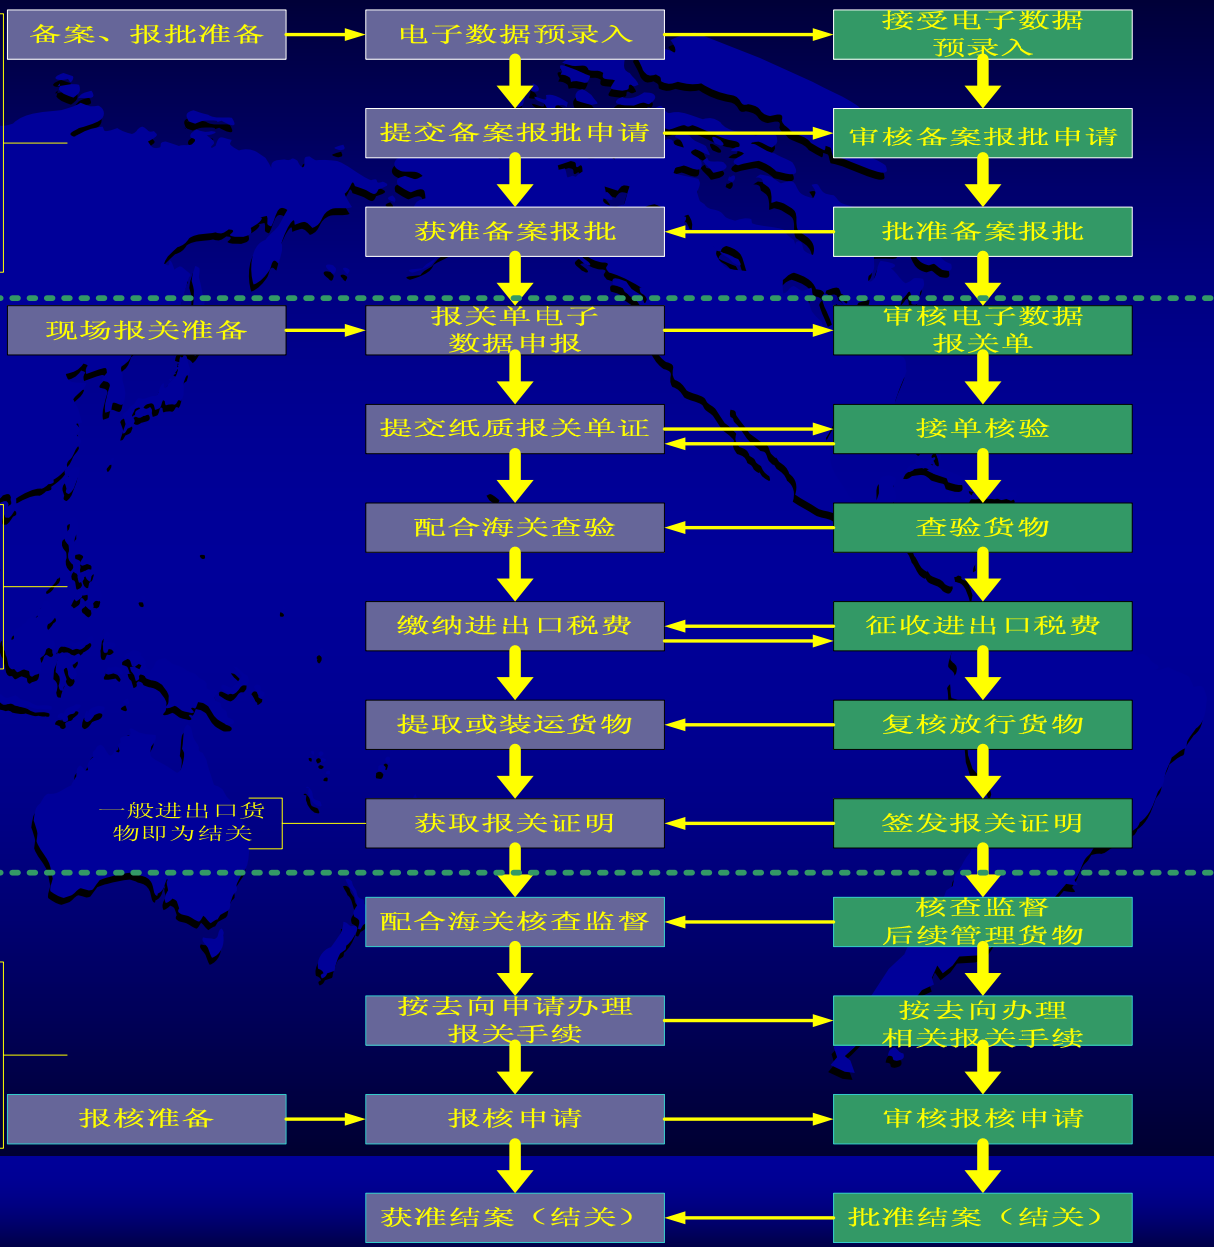 备案、报批准备
电子数据预录入
接受电子数据
预录入
提交备案报批申请
审核备案报批申请
获准备案报批
批准备案报批
现场报关准备
报关单电子
数据申报
审核电子数据
报关单
提交纸质报关单证
接单核验
配合海关查验
查验货物
缴纳进出口税费
征收进出口税费
提取或装运货物
复核放行货物
一般进出口货
物即为结关
获取报关证明
签发报关证明
配合海关核查监督
核查监督
后续管理货物
按去向申请办理
报关手续
按去向办理
相关报关手续
报核准备
报核申请
审核报核申请
获准结案（结关）
批准结案（结关）